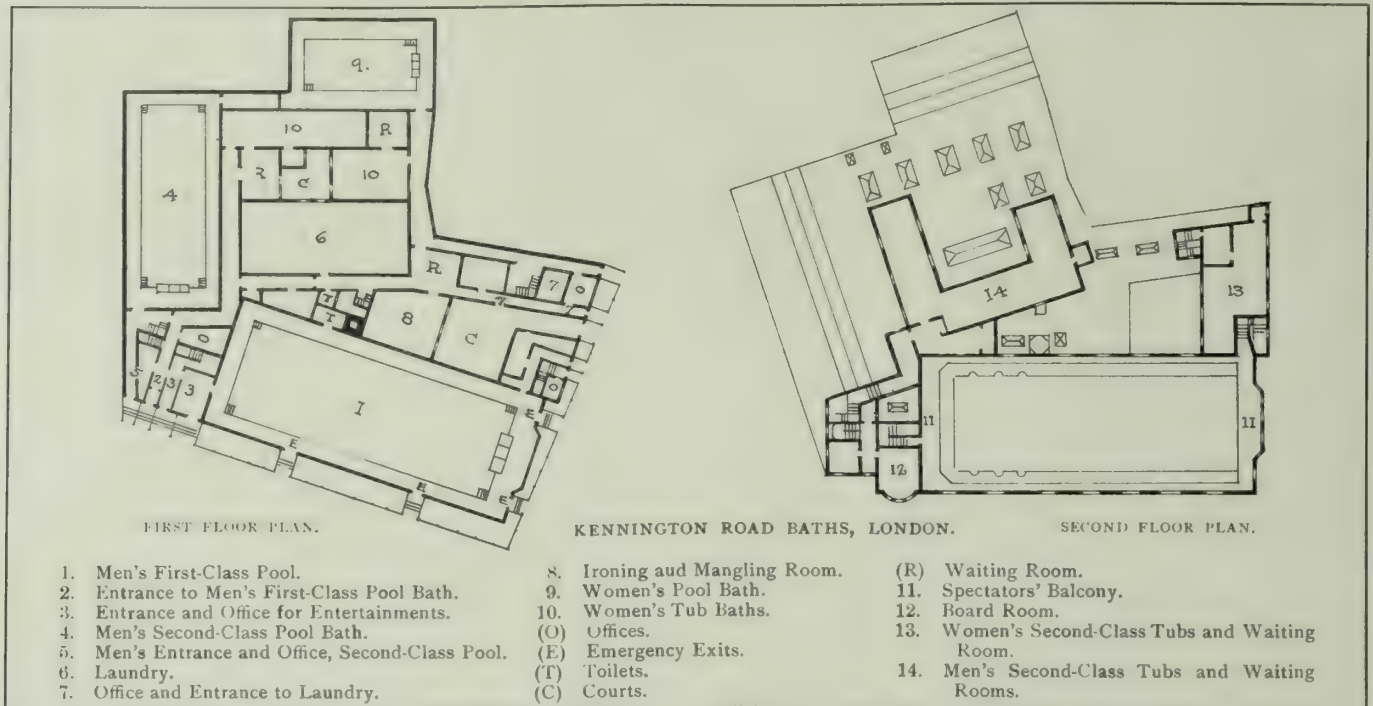 9.
10
R
4
R
C
10
6
R
7
O
7
T
T
8
C
O
5
2
3
3
1
O
E
E
E
E
14
13
11
11
12
FIRST FLOOR PLAN.
KENNINGTON ROAD BATHS, LONDON.
SECOND FLOOR PLAN.
1. Men's First-Class Pool.
2. Entrance to Men's First-Class Pool Bath.
3. Entrance and Office for Entertainments.
4. Men's Second-Class Pool Bath.
5. Men's Entrance and Office, Second-Class Pool.
6. Laundry.
7. Office and Entrance to Laundry.
8. Ironing aud Mangling Room.
9. Women's Pool Bath.
10. Women's Tub Baths.
(O) Offices.
(E) Emergency Exits.
(T) Toilets.
(C) Courts.
(R) Waiting Room.
11. Spectators' Balcony.
12. Board Room.
13. Women's Second-Class Tubs and Waiting
Room.
14. Men's Second-Class Tubs and Waiting
Rooms.